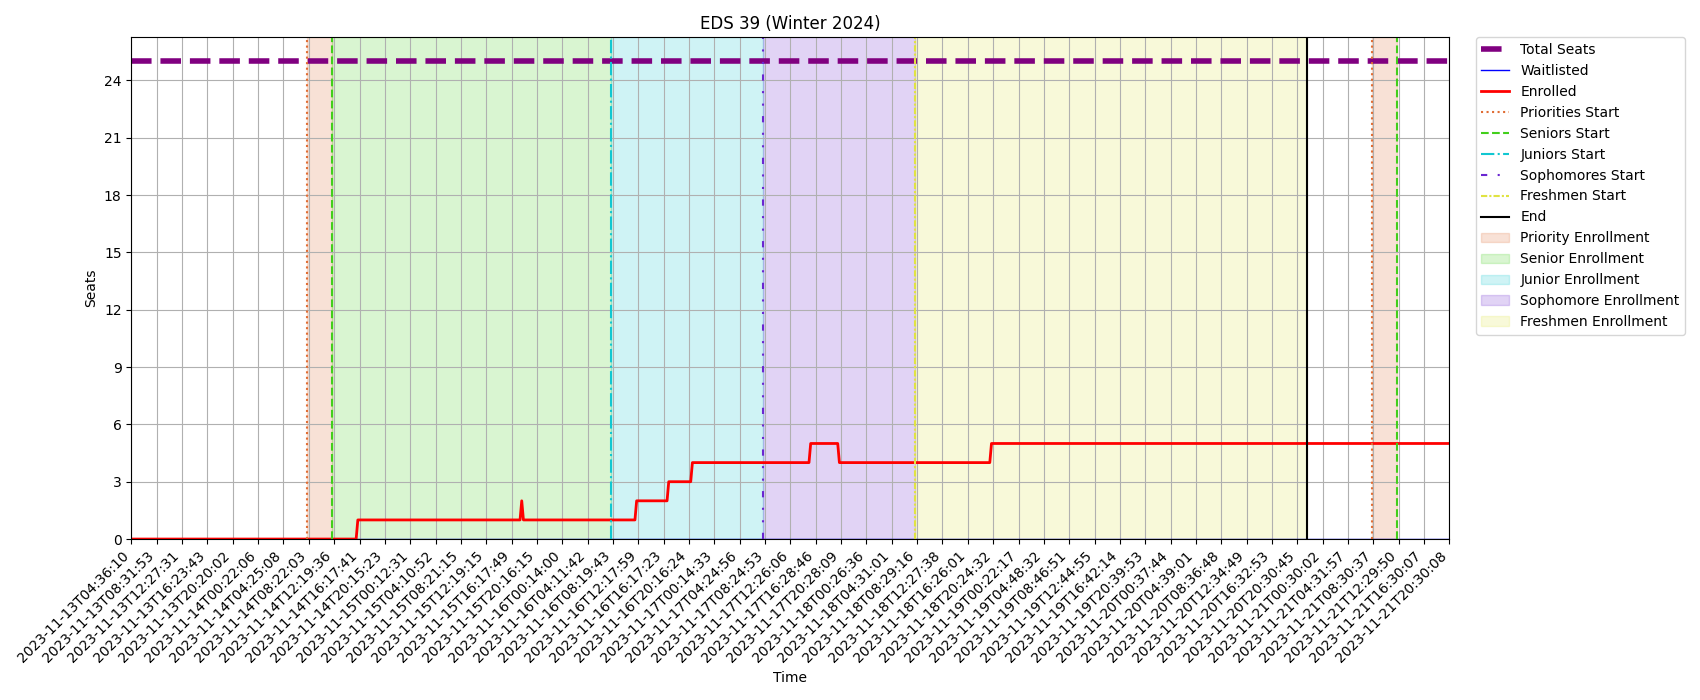 EDS 39 (Winter 2024)
Seats
24
21
18
15
12
9
6
3
0
2023-11-13T04:36:10
2023-11-13T08:31:53
2023-11-13T12:27:31
2023-11-13T16:23:43
2023-11-13T20:20:02
2023-11-14T00:22:06
2023-11-14T04:25:08
2023-11-14T08:22:03
2023-11-14T12:19:36
2023-11-14T16:17:41
2023-11-14T20:15:23
2023-11-15T00:12:31
2023-11-15T04:10:52
2023-11-15T08:21:15
2023-11-15T12:19:15
2023-11-15T16:17:49
2023-11-15T20:16:15
2023-11-16T00:14:00
2023-11-16T04:11:42
2023-11-16T08:19:43
2023-11-16T12:17:59
2023-11-16T16:17:23
2023-11-16T20:16:24
2023-11-17T00:14:33
2023-11-17T04:24:56
2023-11-17T08:24:53
2023-11-17T12:26:06
2023-11-17T16:28:46
2023-11-17T20:28:09
2023-11-18T00:26:36
2023-11-18T04:31:01
2023-11-18T08:29:16
2023-11-18T12:27:38
2023-11-18T16:26:01
2023-11-18T20:24:32
2023-11-19T00:22:17
2023-11-19T04:48:32
2023-11-19T08:46:51
2023-11-19T12:44:55
2023-11-19T16:42:14
2023-11-19T20:39:53
2023-11-20T00:37:44
2023-11-20T04:39:01
2023-11-20T08:36:48
2023-11-20T12:34:49
2023-11-20T16:32:53
2023-11-20T20:30:45
2023-11-21T00:30:02
2023-11-21T04:31:57
2023-11-21T08:30:37
2023-11-21T12:29:50
2023-11-21T16:30:07
2023-11-21T20:30:08
Time
Total Seats
Waitlisted
Enrolled
Priorities Start
Seniors Start
Juniors Start
Sophomores Start
Freshmen Start
End
Priority Enrollment
Senior Enrollment
Junior Enrollment
Sophomore Enrollment
Freshmen Enrollment